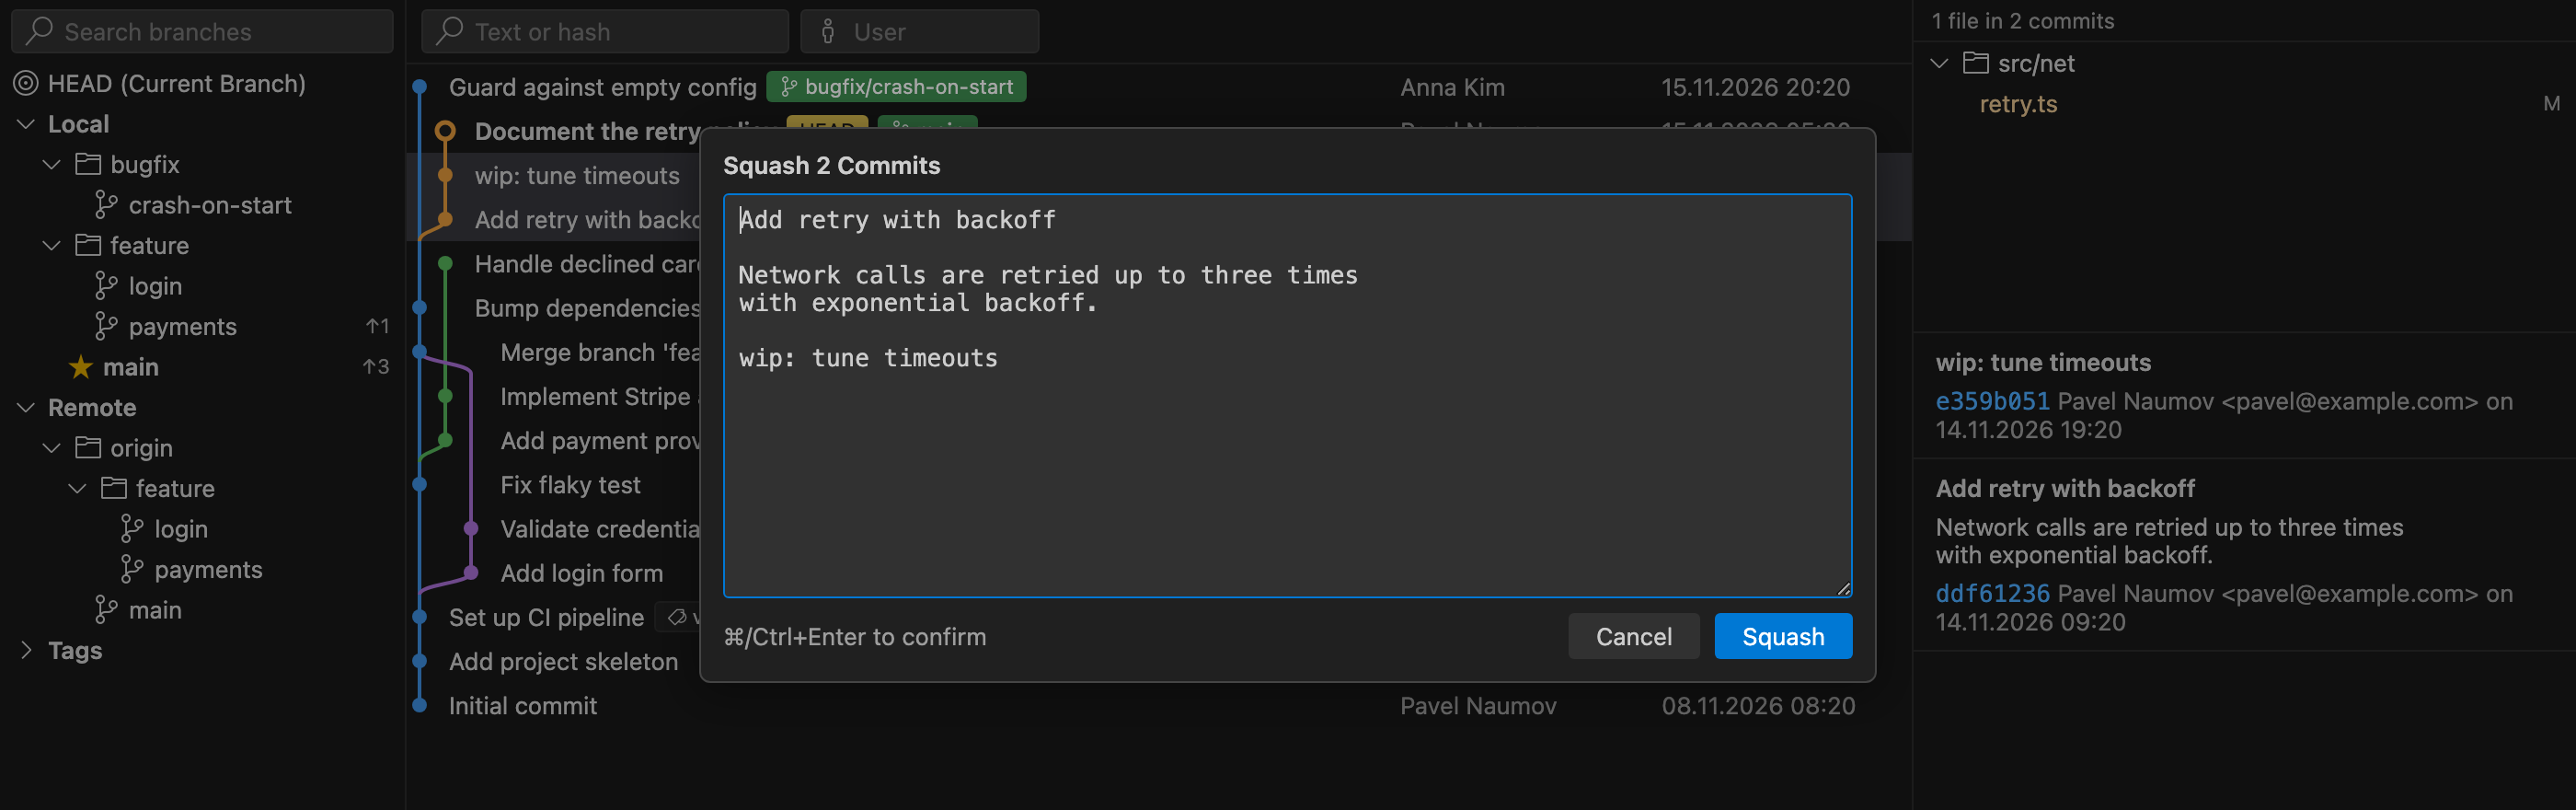 Search branches
HEAD (Current Branch)
Local
bugfix
crash-on-start
feature
login
payments ↑1
main ↑3
Remote
origin
feature
login
payments
main
Tags
Text or hash
User
Guard against empty config bugfix/crash-on-start Anna Kim 15.11.2026 20:20
Document the retry
wip: tune timeouts
Add retry with
Handle declined
Bump dependencies
Merge branch
Implement Stripe
Add payment
Fix flaky test
Validate
Add login form
Set up CI pipeline
Add project skeleton
Initial commit Pavel Naumov 08.11.2026 08:20
Squash 2 Commits
Add retry with backoff
Network calls are retried up to three times
with exponential backoff.
wip: tune timeouts
⌘/Ctrl+Enter to confirm
Cancel
Squash
1 file in 2 commits
src/net
retry.ts M
wip: tune timeouts
e359b051 Pavel Naumov <pavel@example.com> on
14.11.2026 19:20
Add retry with backoff
Network calls are retried up to three times
with exponential backoff.
ddf61236 Pavel Naumov <pavel@example.com> on
14.11.2026 09:20